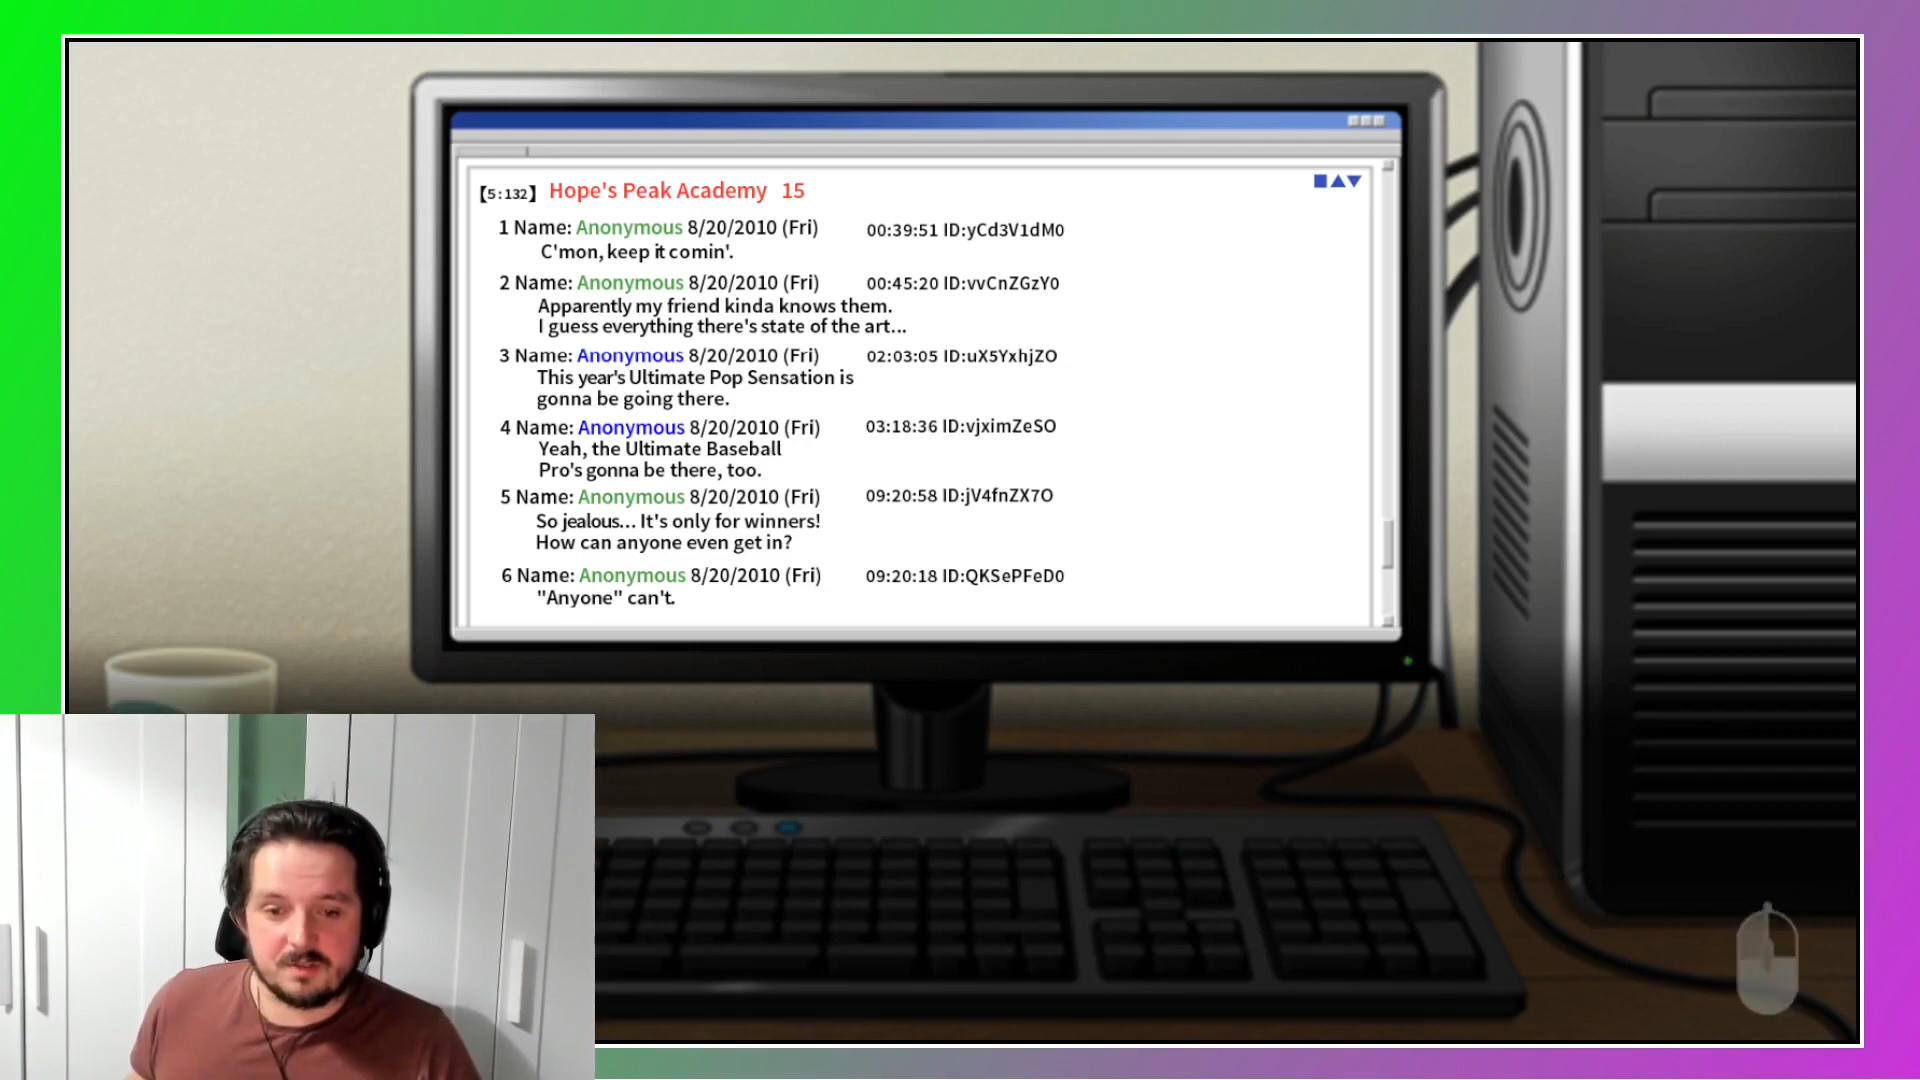 【5:132】 Hope's Peak Academy 15
1 Name: Anonymous 8/20/2010 (Fri) 00:39:51 ID:yCd3V1dM0
C'mon, keep it comin'.
2 Name: Anonymous 8/20/2010 (Fri) 00:45:20 ID:vvCnZGzY0
Apparently my friend kinda knows them.
I guess everything there's state of the art...
3 Name: Anonymous 8/20/2010 (Fri) 02:03:05 ID:uX5YxhjZO
This year's Ultimate Pop Sensation is
gonna be going there.
4 Name: Anonymous 8/20/2010 (Fri) 03:18:36 ID:vjximZeSO
Yeah, the Ultimate Baseball
Pro's gonna be there, too.
5 Name: Anonymous 8/20/2010 (Fri) 09:20:58 ID:jV4fnZX7O
So jealous... It's only for winners!
How can anyone even get in?
6 Name: Anonymous 8/20/2010 (Fri) 09:20:18 ID:QKSePFeD0
"Anyone" can't.